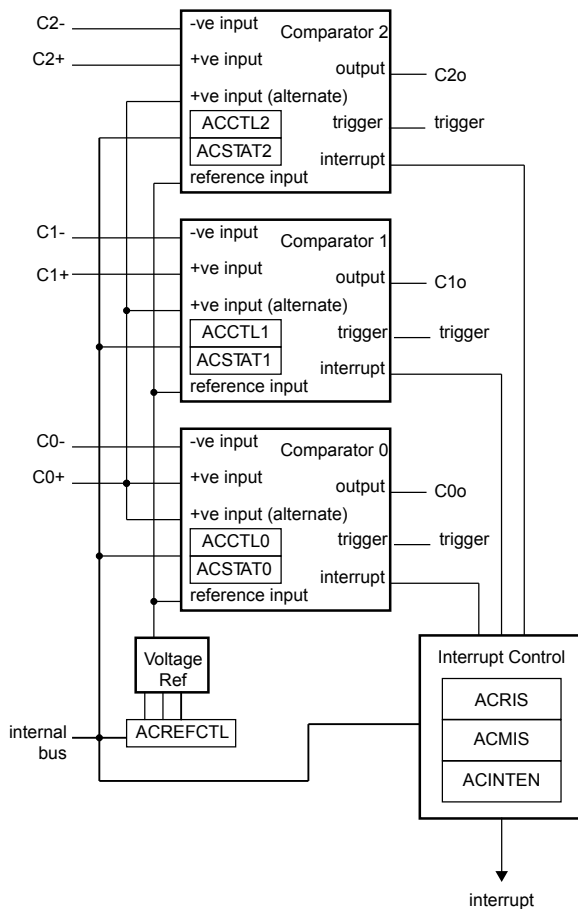 C2-
-ve input
Comparator 2
C2+
+ve input
output
C2o
+ve input (alternate)
ACCTL2
trigger
trigger
ACSTAT2
interrupt
reference input
C1-
-ve input
Comparator 1
C1+
+ve input
output
C1o
+ve input (alternate)
ACCTL1
trigger
trigger
ACSTAT1
interrupt
reference input
C0-
-ve input
Comparator 0
C0+
+ve input
output
C0o
+ve input (alternate)
ACCTL0
trigger
trigger
ACSTAT0
interrupt
reference input
Voltage
Ref
Interrupt Control
ACRIS
internal
bus
ACREFCTL
ACMIS
ACINTEN
interrupt